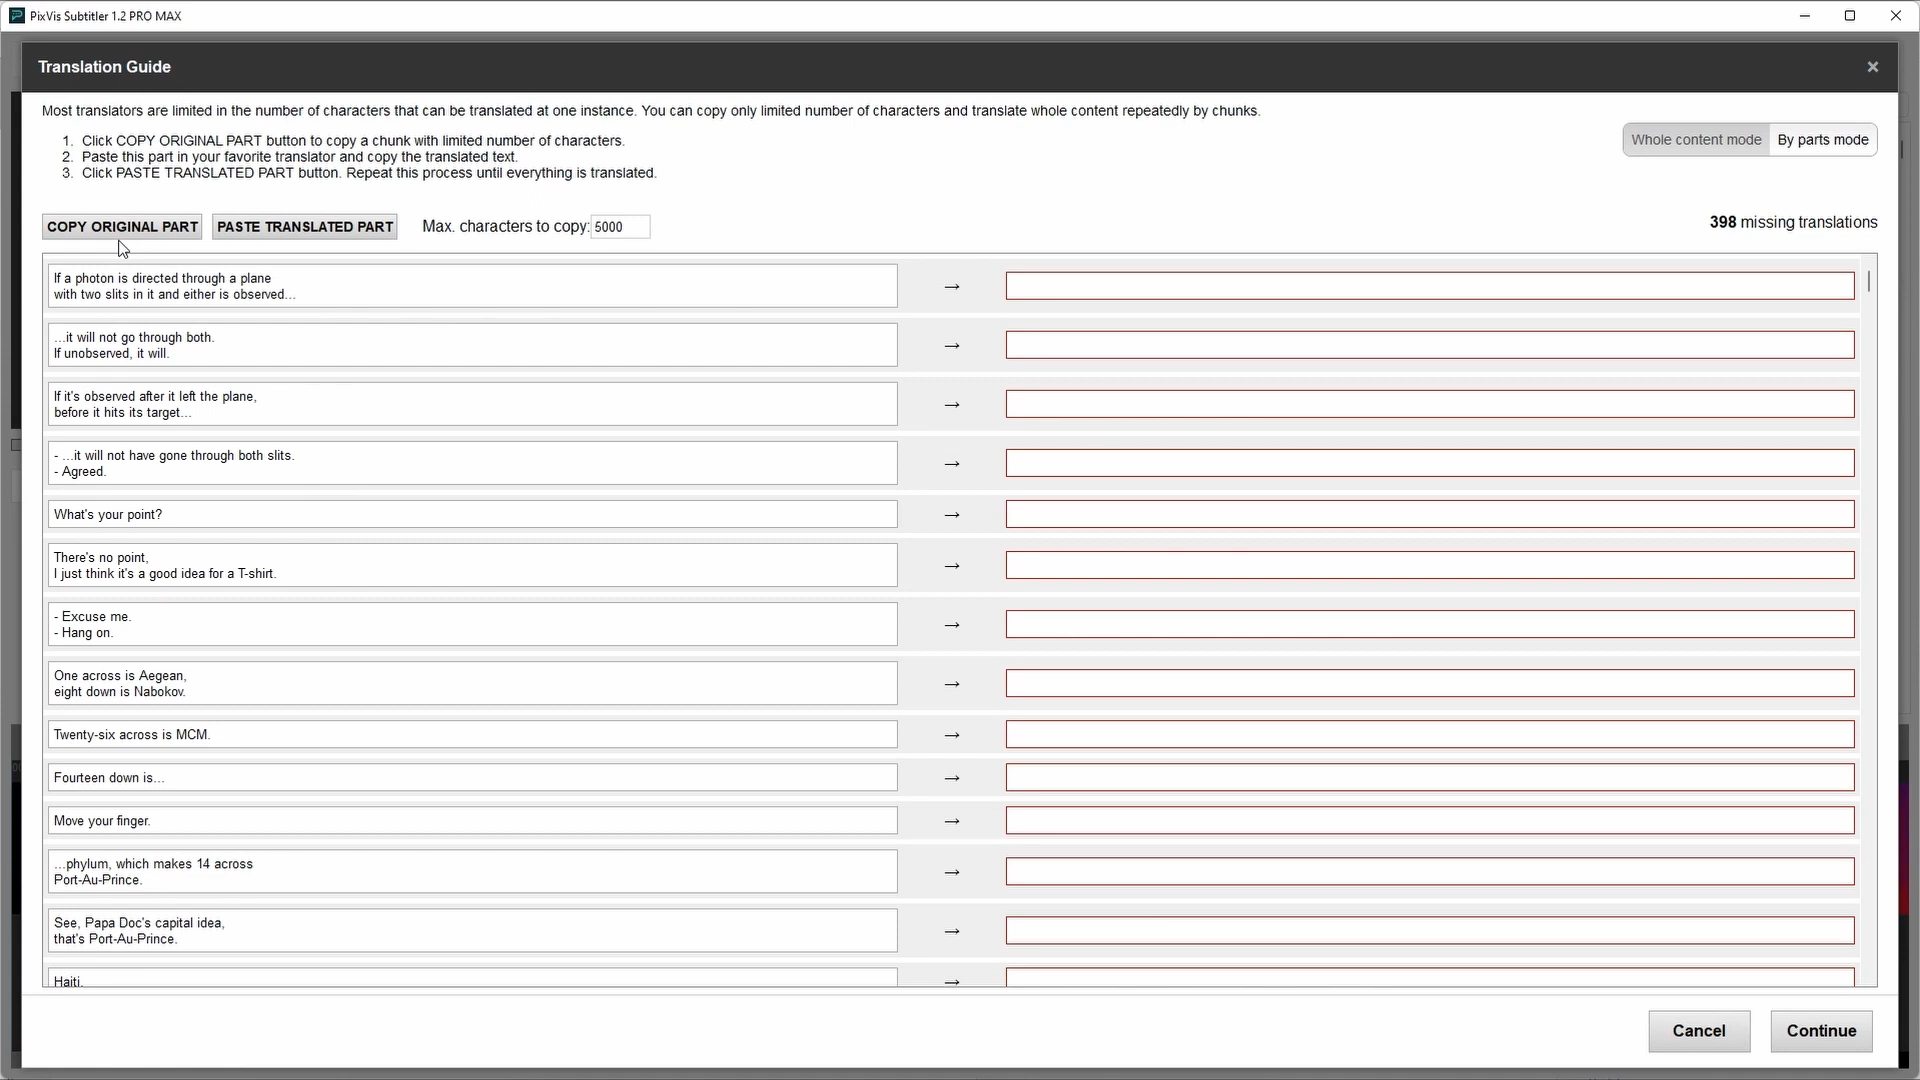 PixVis Subtitler 1.2 PRO MAX
Translation Guide
Most translators are limited in the number of characters that can be translated at one instance. You can copy only limited number of characters and translate whole content repeatedly by chunks.
1. Click COPY ORIGINAL PART button to copy a chunk with limited number of characters.
2. Paste this part in your favorite translator and copy the translated text.
3. Click PASTE TRANSLATED PART button. Repeat this process until everything is translated.
Whole content mode By parts mode
COPY ORIGINAL PART PASTE TRANSLATED PART Max. characters to copy: 5000
398 missing translations
If a photon is directed through a plane
with two slits in it and either is observed...
→
...it will not go through both.
If unobserved, it will.
→
If it's observed after it left the plane,
before it hits its target...
→
- ...it will not have gone through both slits.
- Agreed.
→
What's your point?
→
There's no point,
I just think it's a good idea for a T-shirt.
→
- Excuse me.
- Hang on.
→
One across is Aegean,
eight down is Nabokov.
→
Twenty-six across is MCM.
→
Fourteen down is...
→
Move your finger.
→
...phylum, which makes 14 across
Port-Au-Prince.
→
See, Papa Doc's capital idea,
that's Port-Au-Prince.
→
Haiti.
→
Cancel Continue